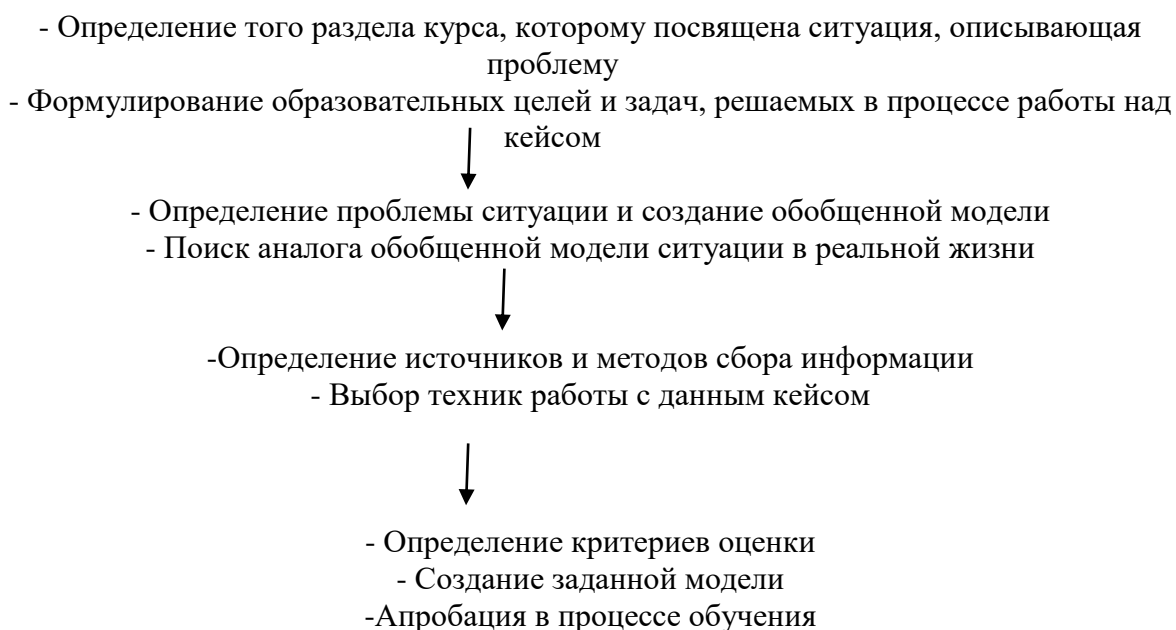 - Определение того раздела курса, которому посвящена ситуация, описывающая
проблему
- Формулирование образовательных целей и задач, решаемых в процессе работы над
кейсом
- Определение проблемы ситуации и создание обобщенной модели
- Поиск аналога обобщенной модели ситуации в реальной жизни
-Определение источников и методов сбора информации
- Выбор техник работы с данным кейсом
- Определение критериев оценки
- Создание заданной модели
-Апробация в процессе обучения